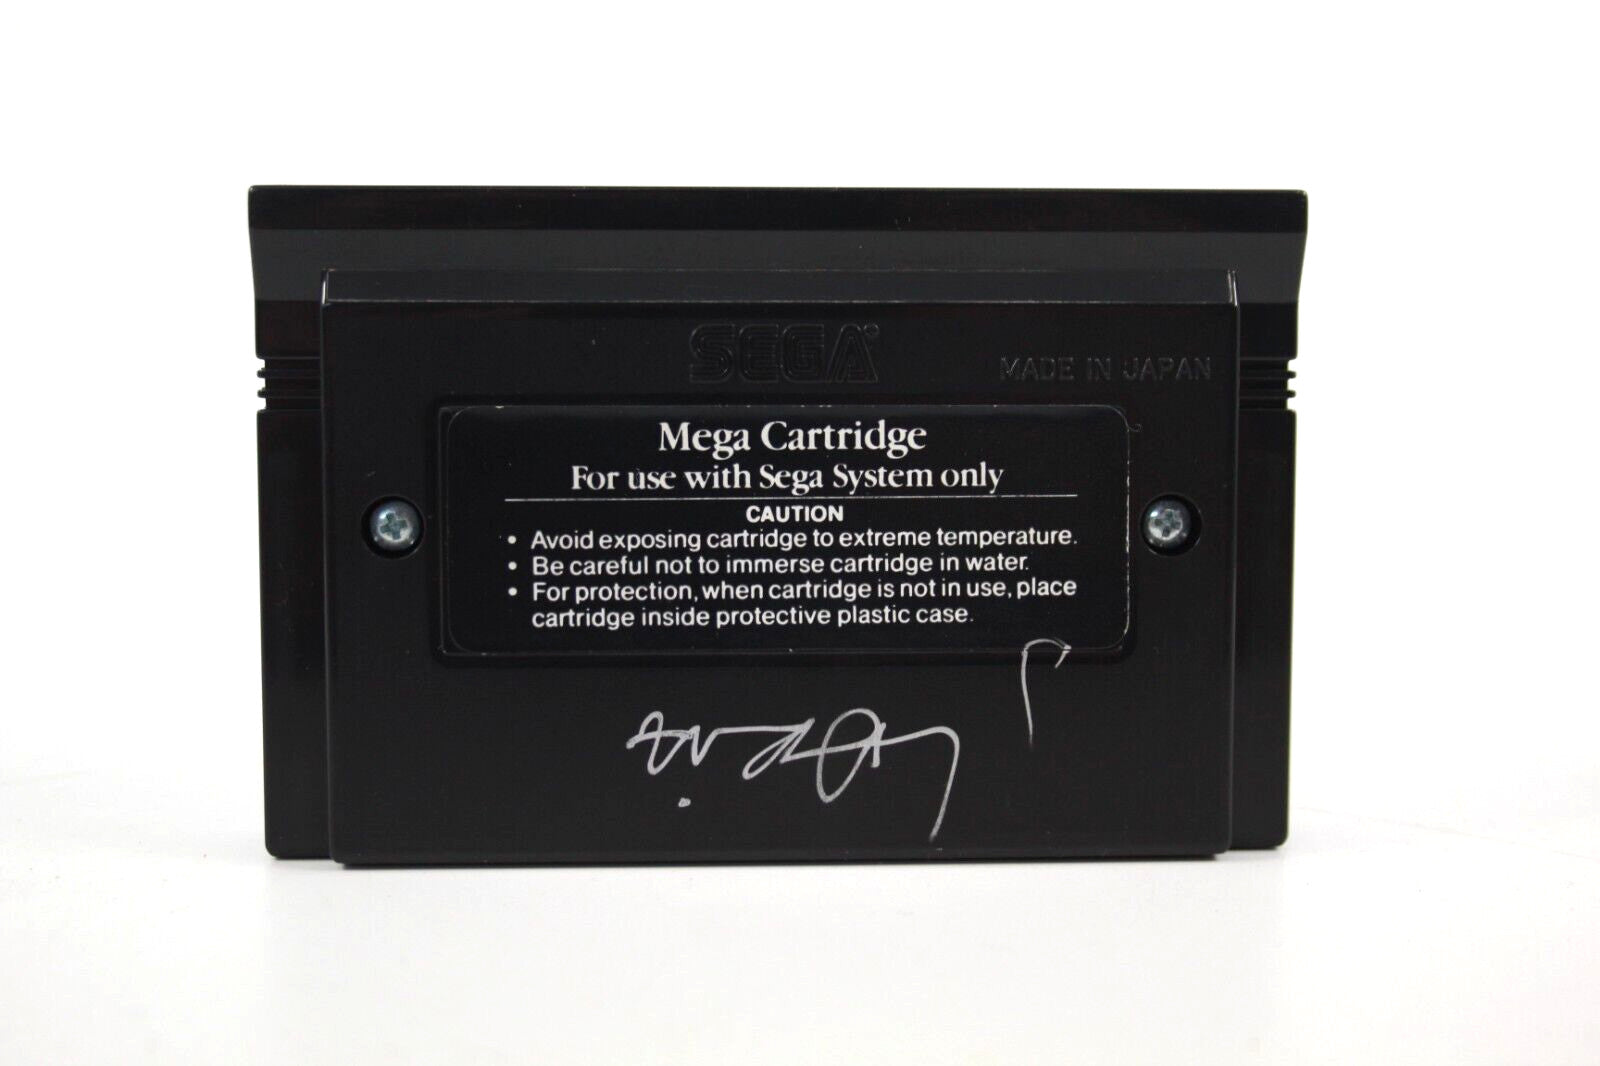 SEGA®
MADE IN JAPAN
Mega Cartridge
For use with Sega System only
CAUTION
• Avoid exposing cartridge to extreme temperature.
• Be careful not to immerse cartridge in water.
• For protection, when cartridge is not in use, place
cartridge inside protective plastic case.